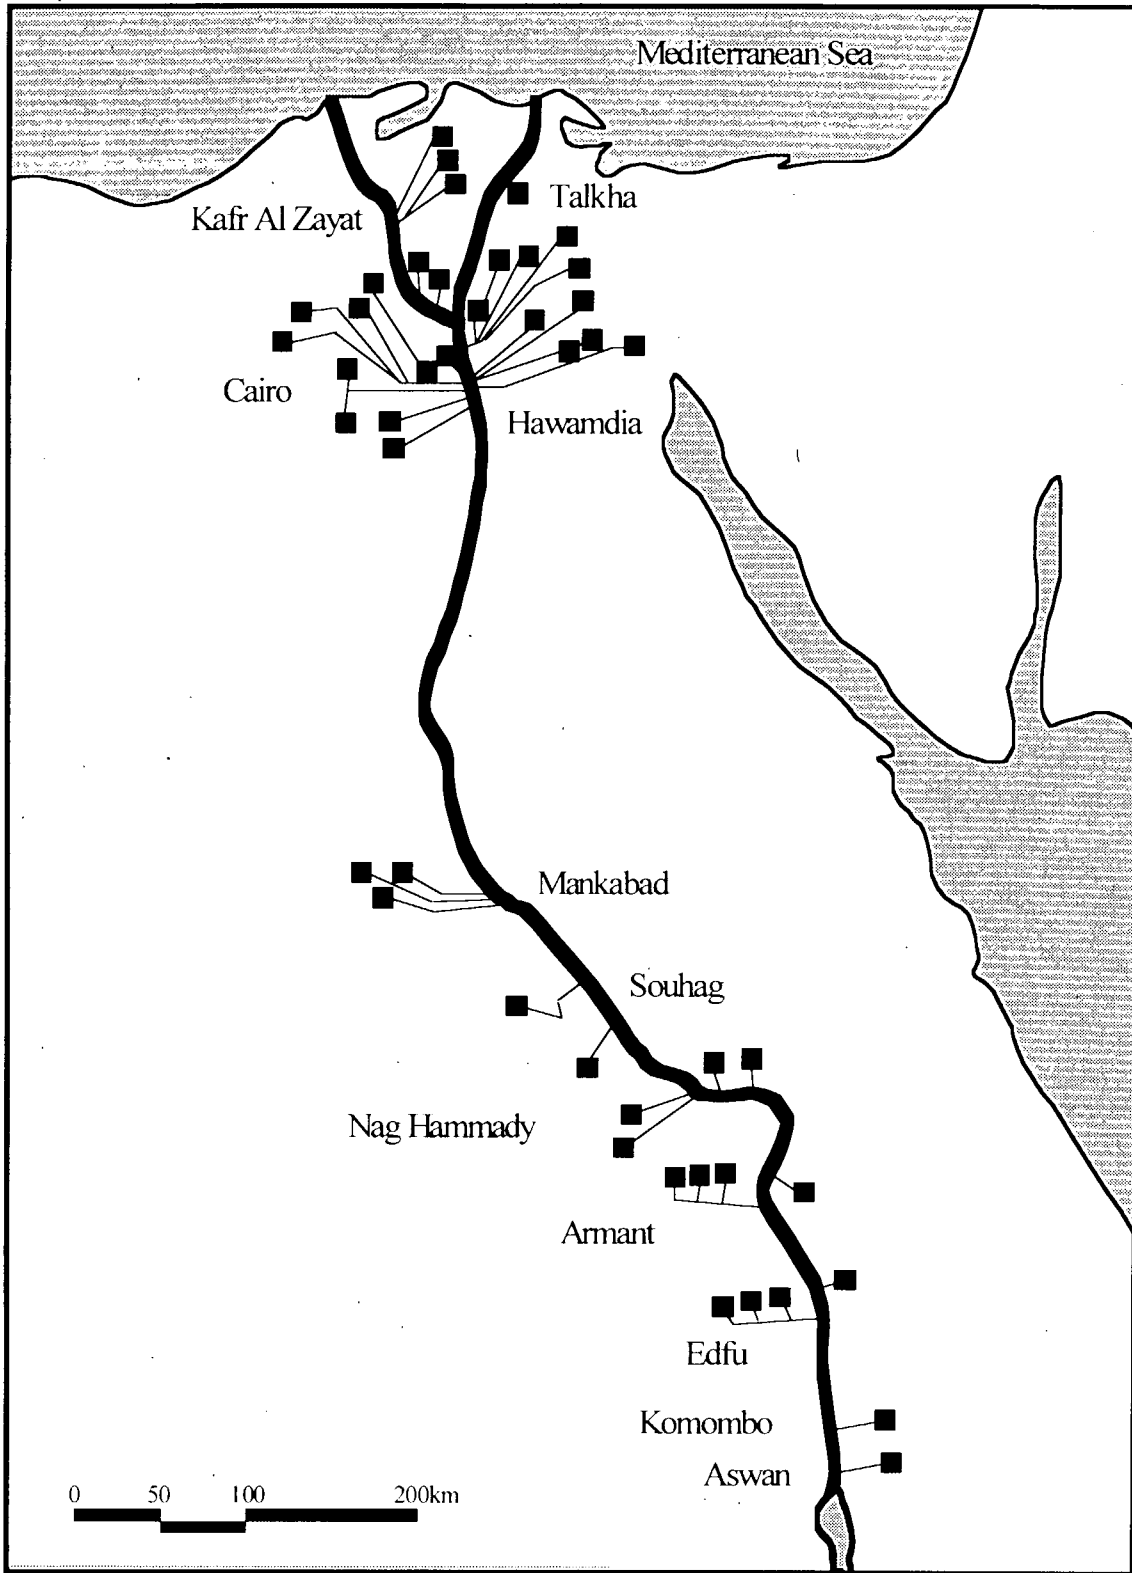 Mediterranean Sea
Talkha
Kafr Al Zayat
Cairo
Hawamdia
Mankabad
Souhag
Nag Hammady
Armant
Edfu
Komombo
Aswan
0 50 100 200km